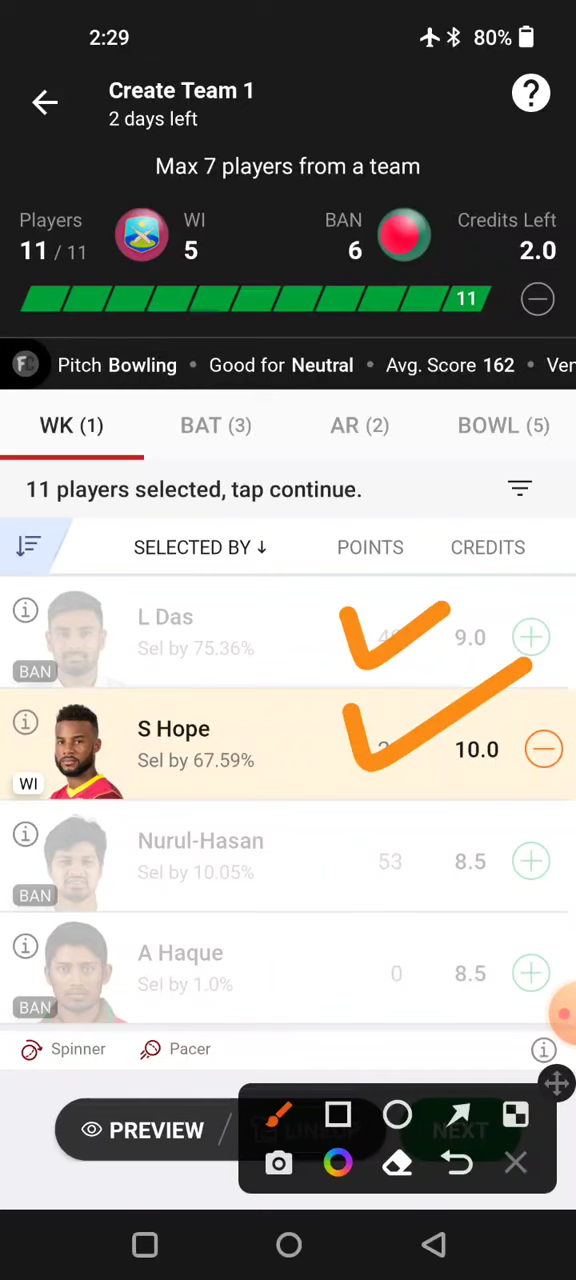 2:29 80%
Create Team 1
2 days left
Max 7 players from a team
Players WI BAN Credits Left
11 / 11 5 6 2.0
11
Pitch Bowling • Good for Neutral • Avg. Score 162 • Ven
WK (1) BAT (3) AR (2) BOWL (5)
11 players selected, tap continue.
SELECTED BY ↓ POINTS CREDITS
L Das
Sel by 75.36% 9.0
BAN
S Hope
Sel by 67.59% 10.0
WI
Nurul-Hasan
Sel by 10.05% 53 8.5
BAN
A Haque
Sel by 1.0% 0 8.5
BAN
Spinner Pacer
PREVIEW LINEUP NEXT